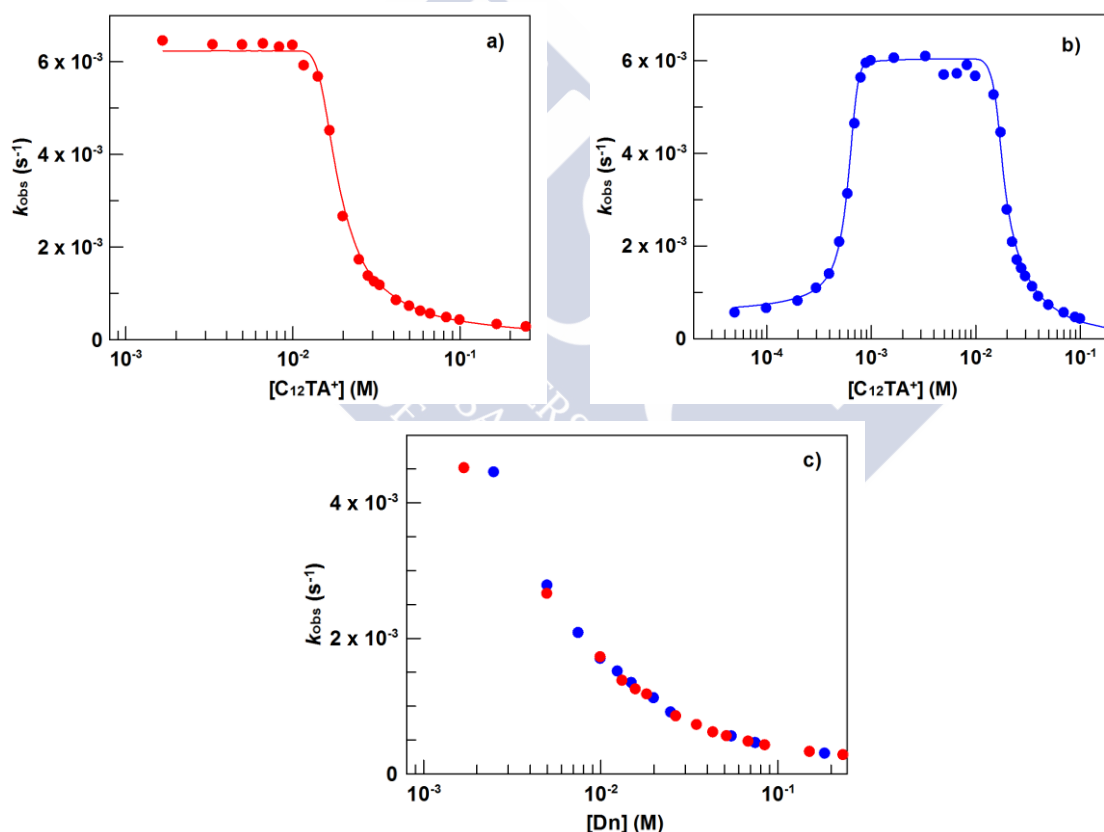 a)
6 x 10⁻³
4 x 10⁻³
2 x 10⁻³
0
kobs (s⁻¹)
10⁻³
10⁻²
10⁻¹
[C₁₂TA⁺] (M)
b)
6 x 10⁻³
4 x 10⁻³
2 x 10⁻³
0
kobs (s⁻¹)
10⁻⁴
10⁻³
10⁻²
10⁻¹
[C₁₂TA⁺] (M)
c)
4 x 10⁻³
2 x 10⁻³
0
kobs (s⁻¹)
10⁻³
10⁻²
10⁻¹
[Dn] (M)